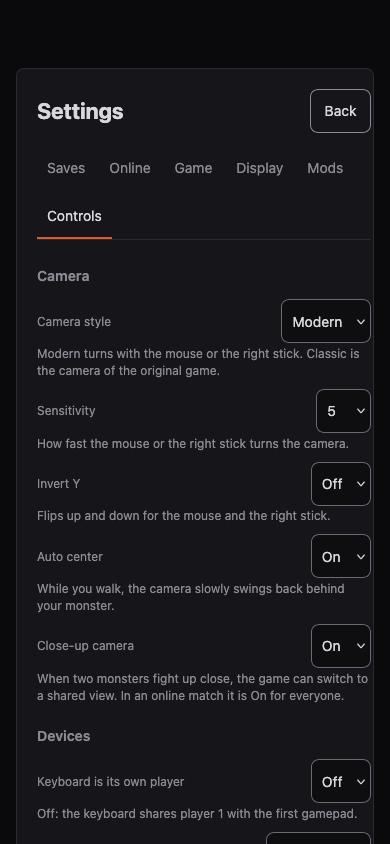 Settings
Back
Saves Online Game Display Mods
Controls
Camera
Camera style Modern
Modern turns with the mouse or the right stick. Classic is
the camera of the original game.
Sensitivity 5
How fast the mouse or the right stick turns the camera.
Invert Y Off
Flips up and down for the mouse and the right stick.
Auto center On
While you walk, the camera slowly swings back behind
your monster.
Close-up camera On
When two monsters fight up close, the game can switch to
a shared view. In an online match it is On for everyone.
Devices
Keyboard is its own player Off
Off: the keyboard shares player 1 with the first gamepad.